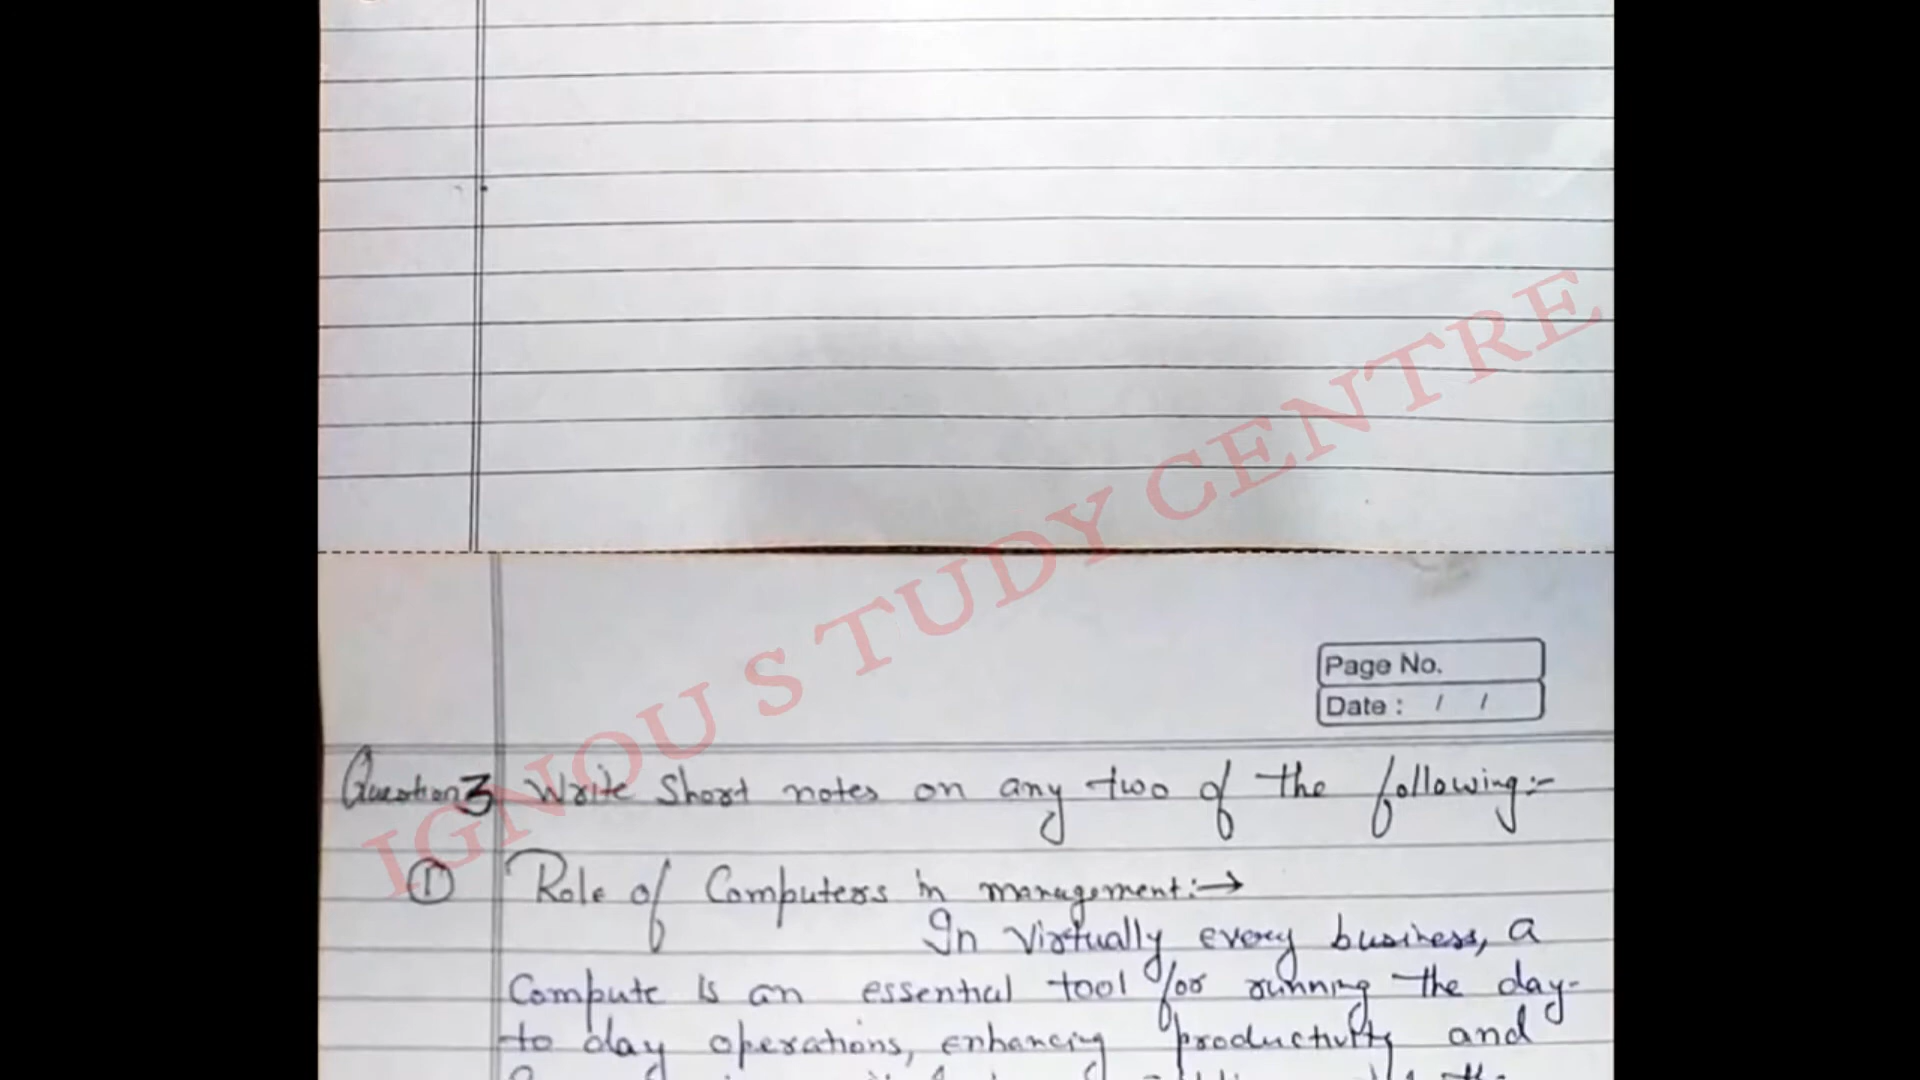 IGNOU STUDY CENTRE
Page No.
Date : / /
Question 3 Write Short notes on any two of the following:-
① Role of Computers in management:→
In Virtually every business, a
Compute is an essential tool for running the day-
to day operations, enhancing productivity and